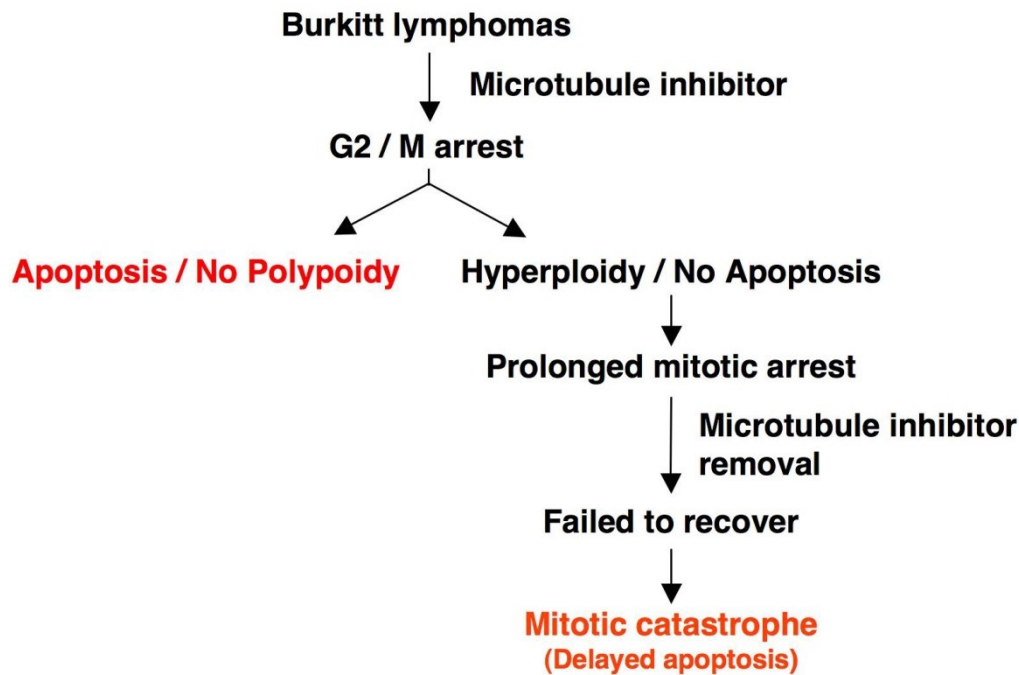 Burkitt lymphomas
Microtubule inhibitor
G2 / M arrest
Apoptosis / No Polypoidy
Hyperploidy / No Apoptosis
Prolonged mitotic arrest
Microtubule inhibitor
removal
Failed to recover
Mitotic catastrophe
(Delayed apoptosis)